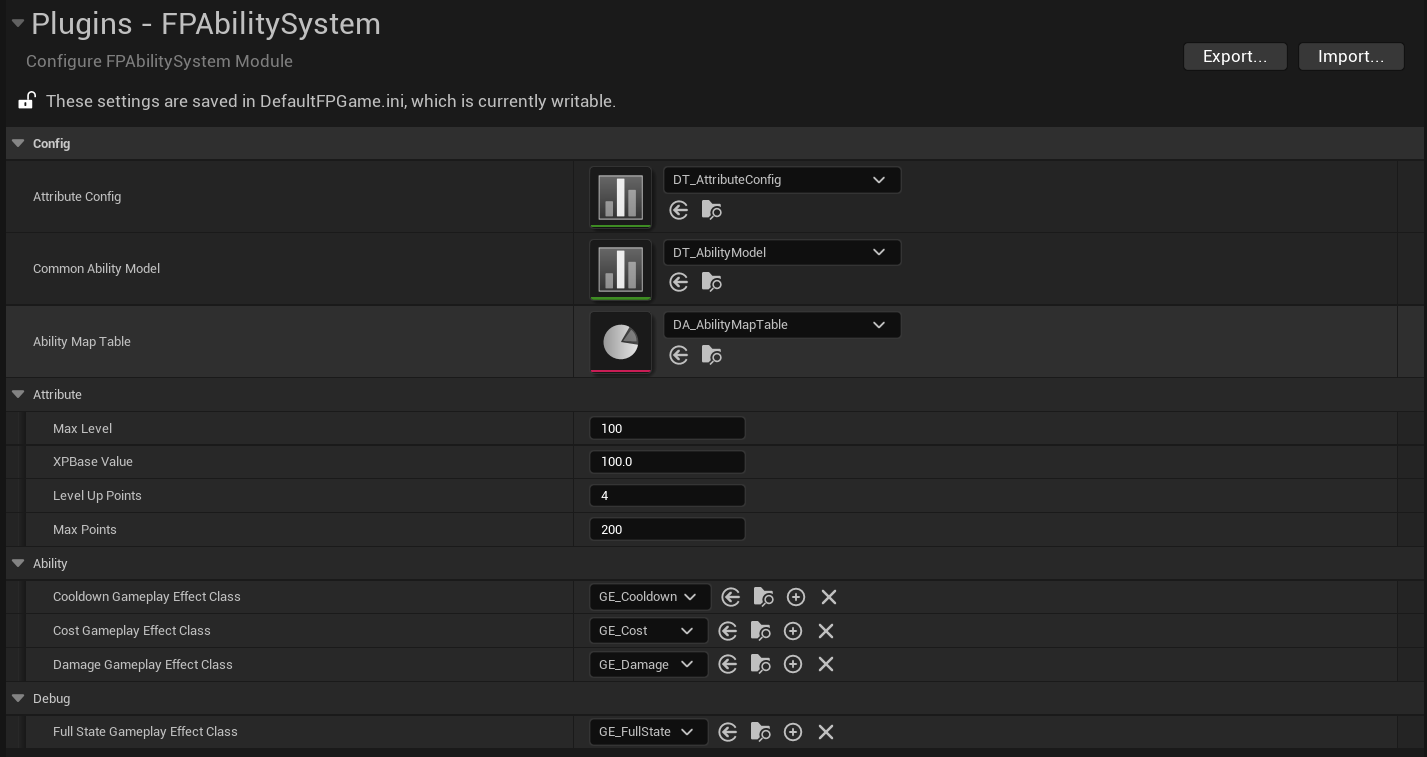 Plugins - FPAbilitySystem
Configure FPAbilitySystem Module
Export...
Import...
These settings are saved in DefaultFPGame.ini, which is currently writable.
Config
Attribute Config
DT_AttributeConfig
Common Ability Model
DT_AbilityModel
Ability Map Table
DA_AbilityMapTable
Attribute
Max Level
100
XPBase Value
100.0
Level Up Points
4
Max Points
200
Ability
Cooldown Gameplay Effect Class
GE_Cooldown
Cost Gameplay Effect Class
GE_Cost
Damage Gameplay Effect Class
GE_Damage
Debug
Full State Gameplay Effect Class
GE_FullState